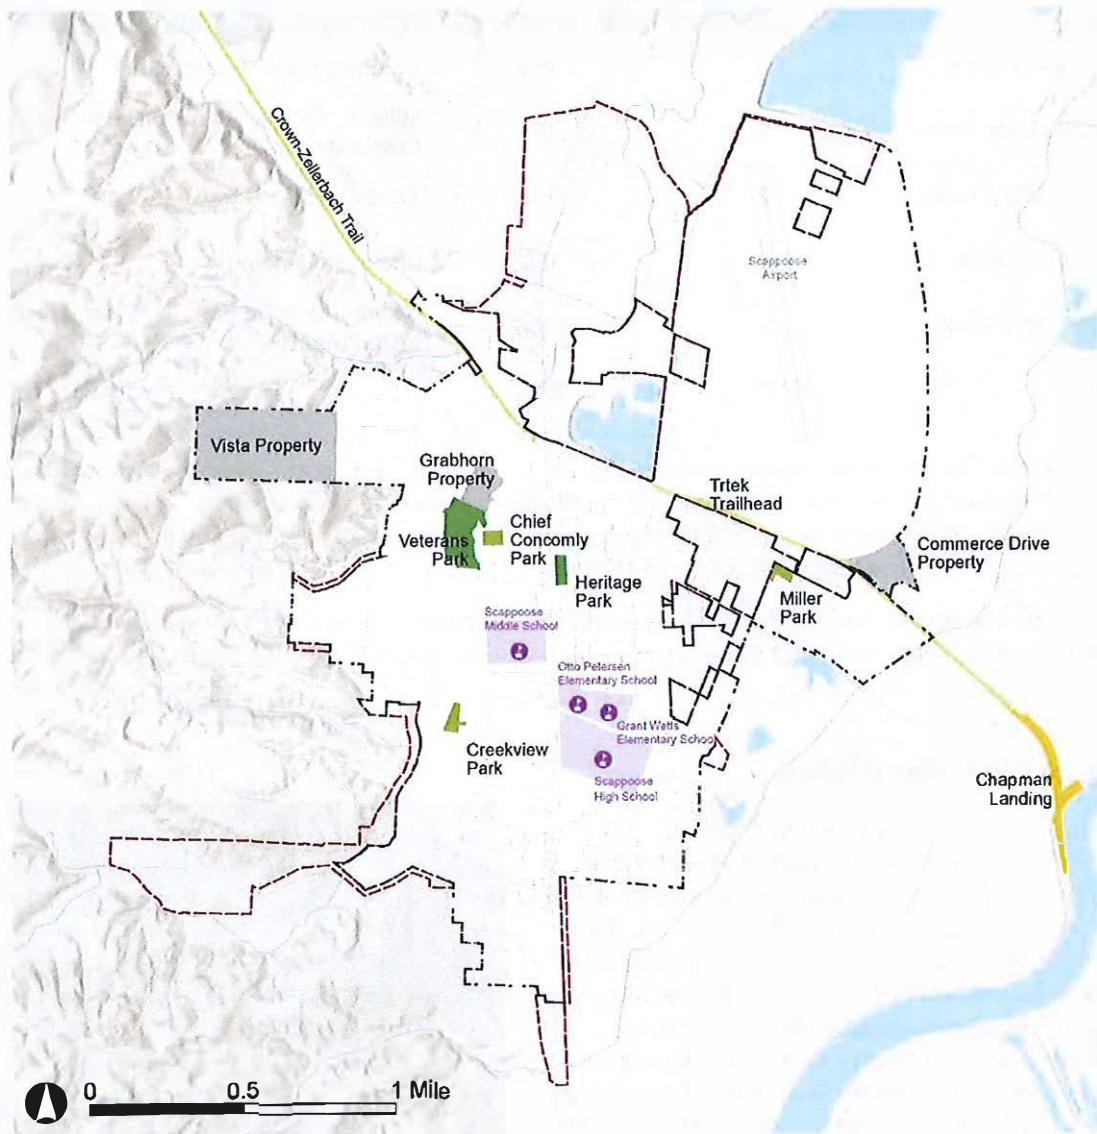 Crown-Zellerbach Trail
Scappoose
Airport
Vista Property
Grabhorn
Property
Trtek
Trailhead
Veterans
Park
Chief
Concomly
Park
Commerce Drive
Property
Heritage
Park
Miller
Park
Scappoose
Middle School
Otto Petersen
Elementary School
Grant Watts
Elementary School
Creekview
Park
Scappoose
High School
Chapman
Landing
0 0.5 1 Mile